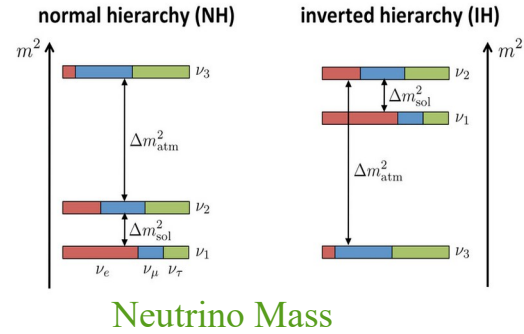 normal hierarchy (NH)
inverted hierarchy (IH)
m²
ν₃
Δm²atm
ν₂
Δm²sol
ν₁
νe νμ ντ
m²
ν₂
Δm²sol
ν₁
Δm²atm
ν₃
Neutrino Mass